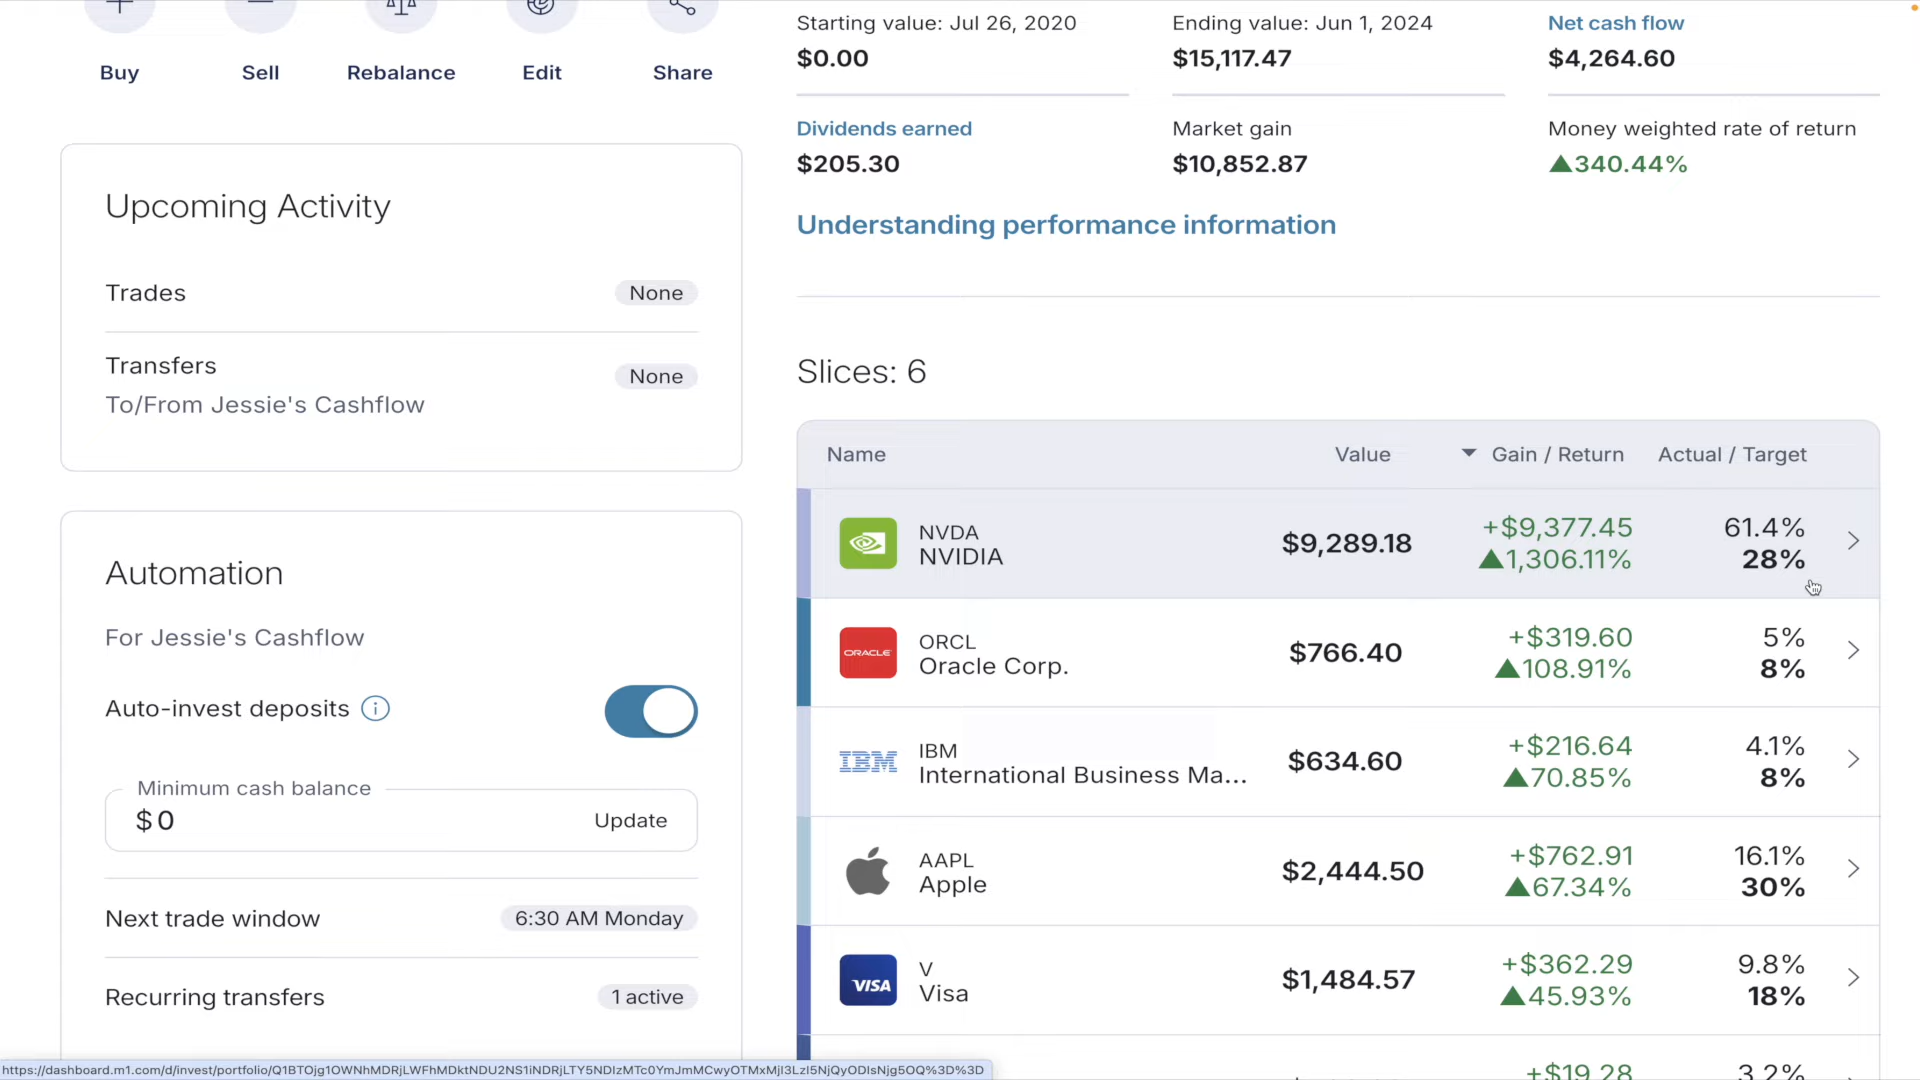 Buy
Sell
Rebalance
Edit
Share
Starting value: Jul 26, 2020
$0.00
Ending value: Jun 1, 2024
$15,117.47
Net cash flow
$4,264.60
Dividends earned
$205.30
Market gain
$10,852.87
Money weighted rate of return
▲340.44%
Understanding performance information
Upcoming Activity
Trades
None
Transfers
None
To/From Jessie's Cashflow
Automation
For Jessie's Cashflow
Auto-invest deposits
Minimum cash balance
$0
Update
Next trade window
6:30 AM Monday
Recurring transfers
1 active
Slices: 6
Name
Value
Gain / Return
Actual / Target
NVDA
NVIDIA
$9,289.18
+$9,377.45
▲1,306.11%
61.4%
28%
ORACLE
ORCL
Oracle Corp.
$766.40
+$319.60
▲108.91%
5%
8%
IBM
IBM
International Business Ma...
$634.60
+$216.64
▲70.85%
4.1%
8%
AAPL
Apple
$2,444.50
+$762.91
▲67.34%
16.1%
30%
VISA
V
Visa
$1,484.57
+$362.29
▲45.93%
9.8%
18%
+$19.28
3.2%